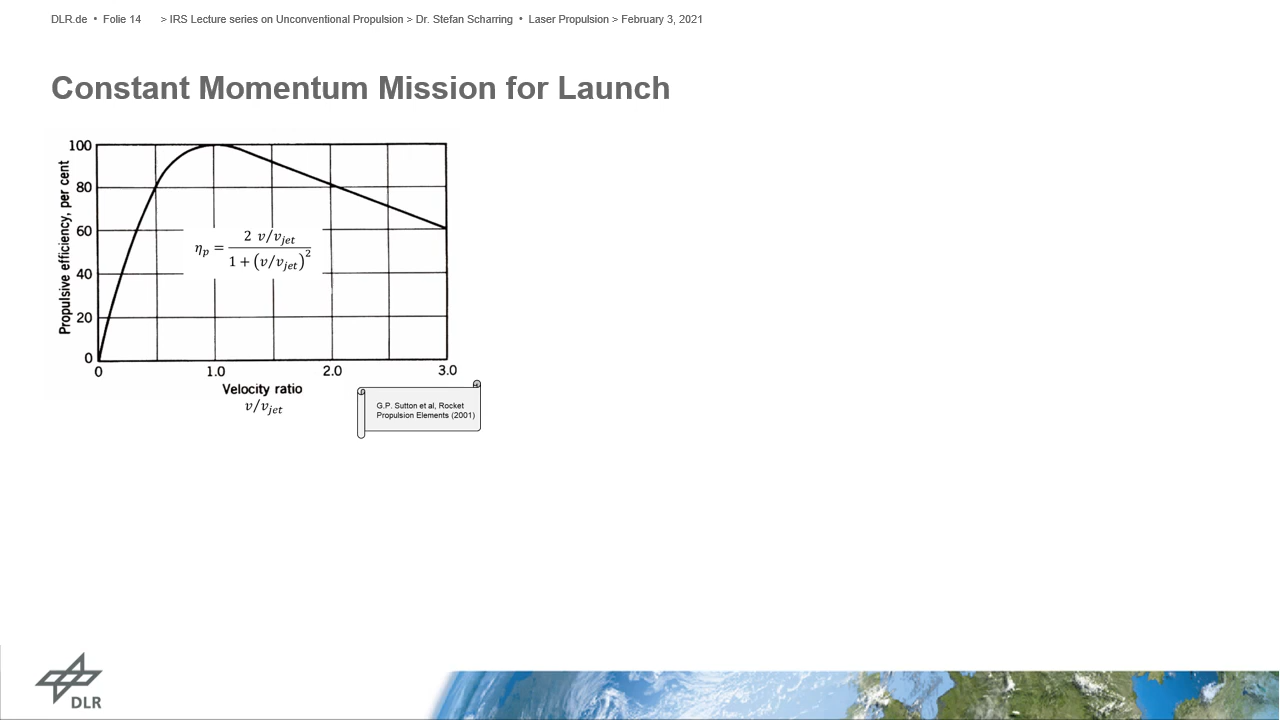 DLR.de • Folie 14 > IRS Lecture series on Unconventional Propulsion > Dr. Stefan Scharring • Laser Propulsion > February 3, 2021
Constant Momentum Mission for Launch
Propulsive efficiency, per cent
100
80
60
40
20
0
η_p = 2 v/v_jet / 1 + (v/v_jet)^2
0 1.0 2.0 3.0
Velocity ratio
v/v_jet
G.P. Sutton et al, Rocket
Propulsion Elements (2001)
DLR